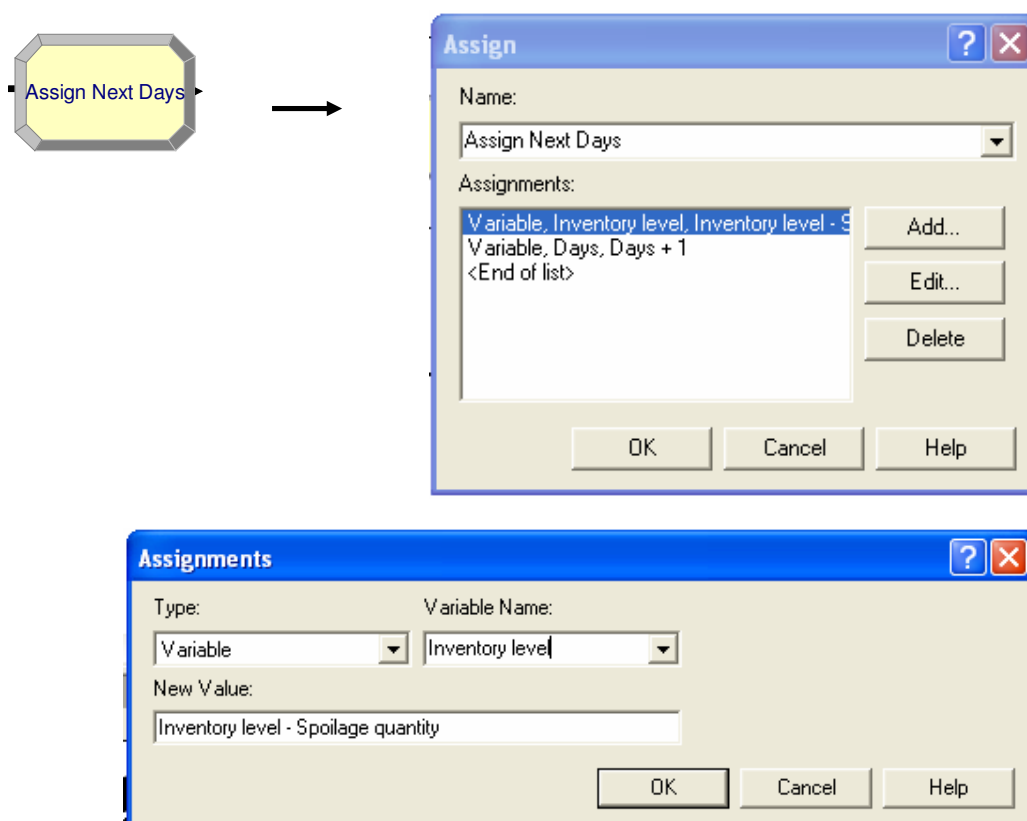 Assign Next Days
Assign
Name:
Assign Next Days
Assignments:
Variable, Inventory level, Inventory level - S
Variable, Days, Days + 1
<End of list>
Add...
Edit...
Delete
OK Cancel Help
Assignments
Type: Variable Name:
Variable Inventory level
New Value:
Inventory level - Spoilage quantity
OK Cancel Help